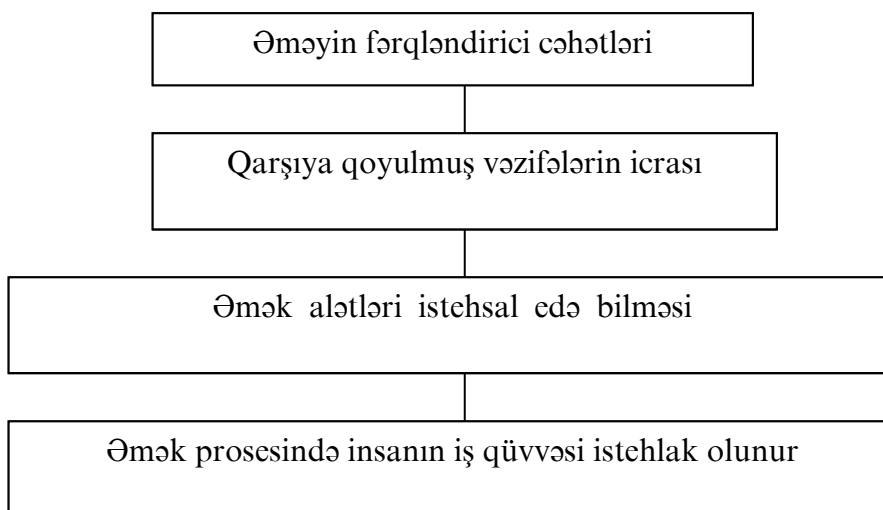 Əməyin fərqləndirici cəhətləri
Qarşıya qoyulmuş vəzifələrin icrası
Əmək alətləri istehsal edə bilməsi
Əmək prosesində insanın iş qüvvəsi istehlak olunur